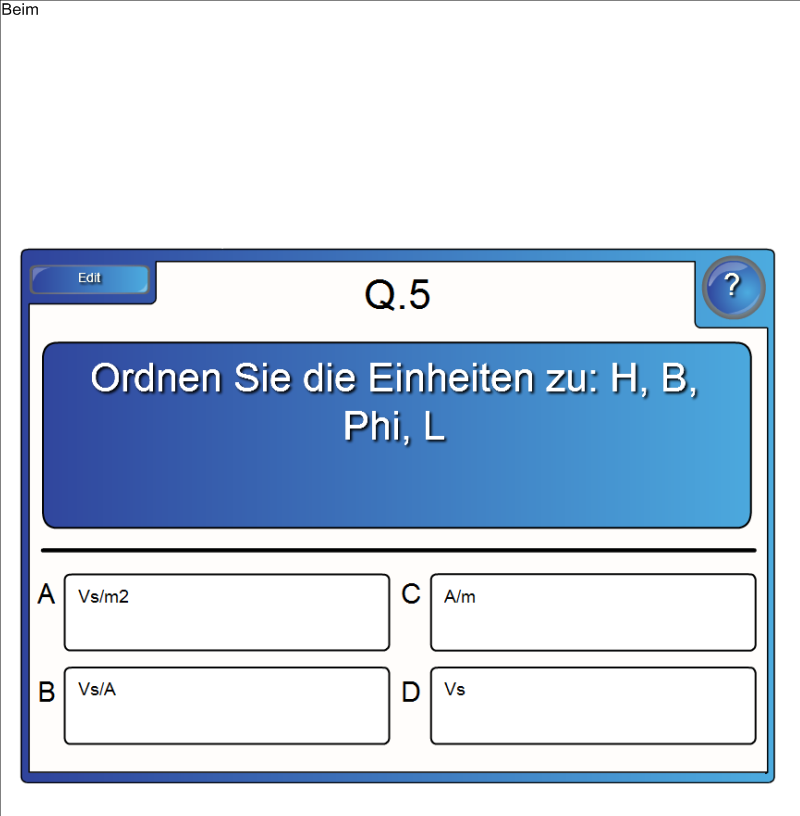 Beim
Edit
Q.5
?
Ordnen Sie die Einheiten zu: H, B,
Phi, L
A
Vs/m2
B
Vs/A
C
A/m
D
Vs